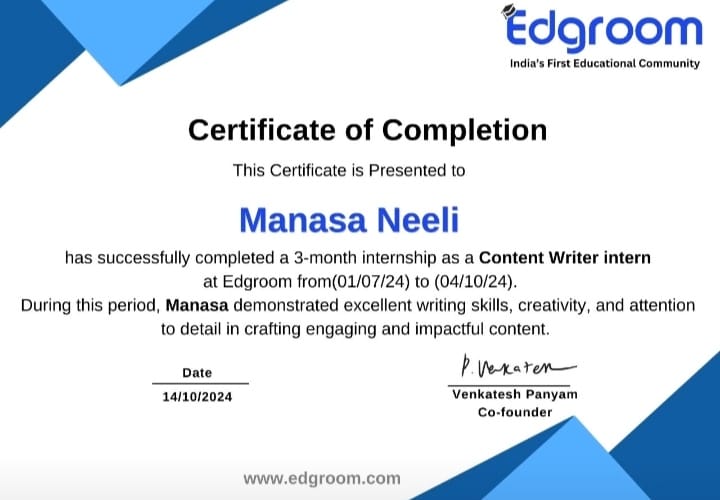 Edgroom
India's First Educational Community
Certificate of Completion
This Certificate is Presented to
Manasa Neeli
has successfully completed a 3-month internship as a Content Writer intern
at Edgroom from(01/07/24) to (04/10/24).
During this period, Manasa demonstrated excellent writing skills, creativity, and attention
to detail in crafting engaging and impactful content.
P. Venkatesh
Date
14/10/2024
Venkatesh Panyam
Co-founder
www.edgroom.com